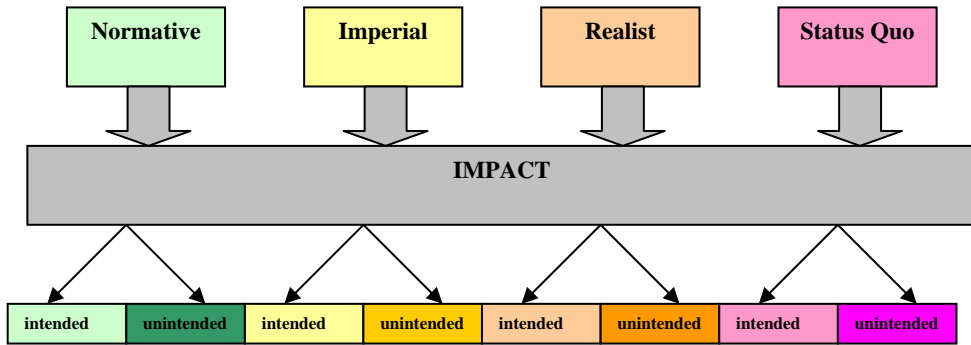 Normative Imperial Realist Status Quo
IMPACT
intended unintended intended unintended intended unintended intended unintended